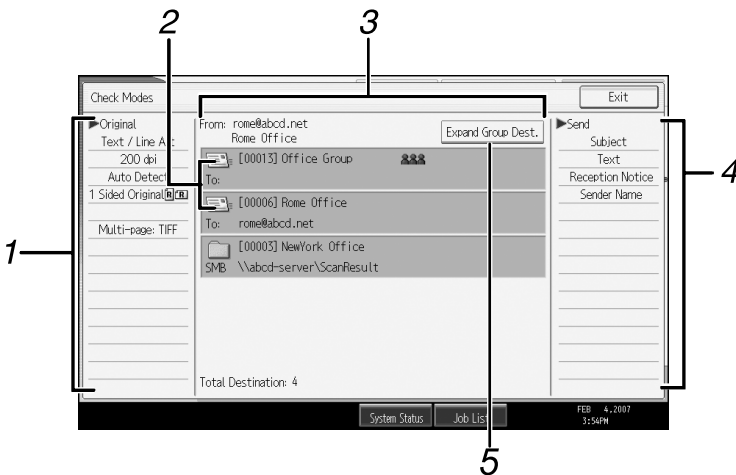 2
3
Check Modes
Exit
▶Original
Text / Line Art
200 dpi
Auto Detect
1 Sided Original R R
Multi-page: TIFF
From: rome@abcd.net
Rome Office
Expand Group Dest.
[00013] Office Group
To:
[00006] Rome Office
To: rome@abcd.net
[00003] NewYork Office
SMB \\abcd-server\ScanResult
Total Destination: 4
▶Send
Subject
Text
Reception Notice
Sender Name
1
4
System Status
Job List
FEB 4,2007
3:54PM
5